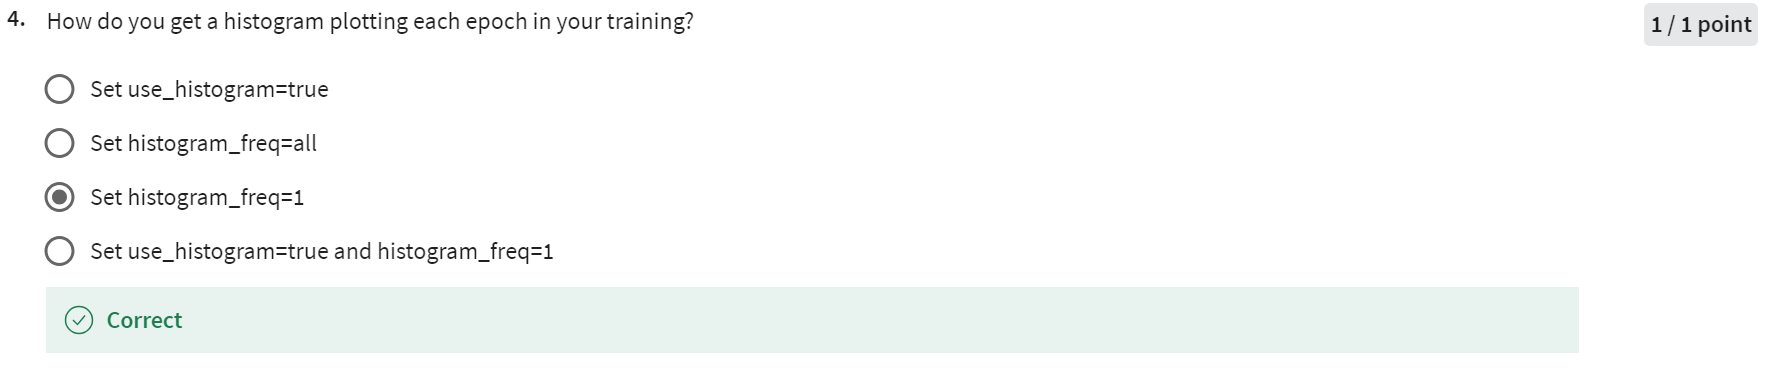 4. How do you get a histogram plotting each epoch in your training?
1 / 1 point
Set use_histogram=true
Set histogram_freq=all
Set histogram_freq=1
Set use_histogram=true and histogram_freq=1
Correct